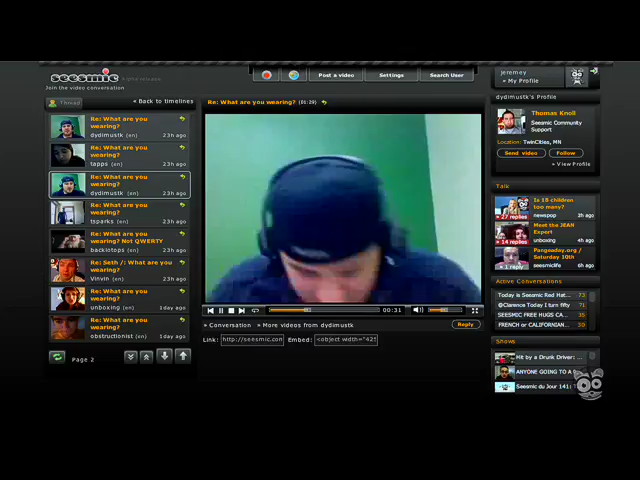 seesmic
Join the video conversation
Post a video
Settings
Search User
jeremey
» My Profile
Thread
« Back to timelines
Re: What are you wearing? (01:29)
dydimustk's Profile
Re: What are you
wearing?
dydimustk (en) 23h ago
Re: What are you
wearing?
tapps (en) 23h ago
Re: What are you
wearing?
dydimustk (en) 23h ago
Re: What are you
wearing?
tsparks (en) 23h ago
Re: What are you
wearing? Not QWERTY
backlotops (en) 23h ago
Re: Seth /: What are you
wearing?
Vinvin (en) 23h ago
Re: What are you
wearing?
unboxing (en) 1day ago
Re: What are you
wearing?
obstructionist (en) 1day ago
Page 2
00:31
» Conversation » More videos from dydimustk
Reply
Link: http://seesmic.com
Embed: <object width="425
Thomas Knoll
Seesmic Community
Support
Location: TwinCities, MN
Send video
Follow
» View Profile
Talk
Is 18 children
too many?
» 27 replies
newspop 2h ago
Meet the JEAN
Expert
» 14 replies
unboxing 4h ago
Pangeaday.org /
Saturday 10th
» 1 reply
seesmiclife 6h ago
Active Conversations
Today is Seesmic Red Hat... 73
@Clarence Today I turn fifty 71
SEESMIC FREE HUGS CA... 35
FRENCH or CALIFORNIAN... 30
Shows
Hit by a Drunk Driver: ...
ANYONE GOING TO A
Seesmic du Jour 141: